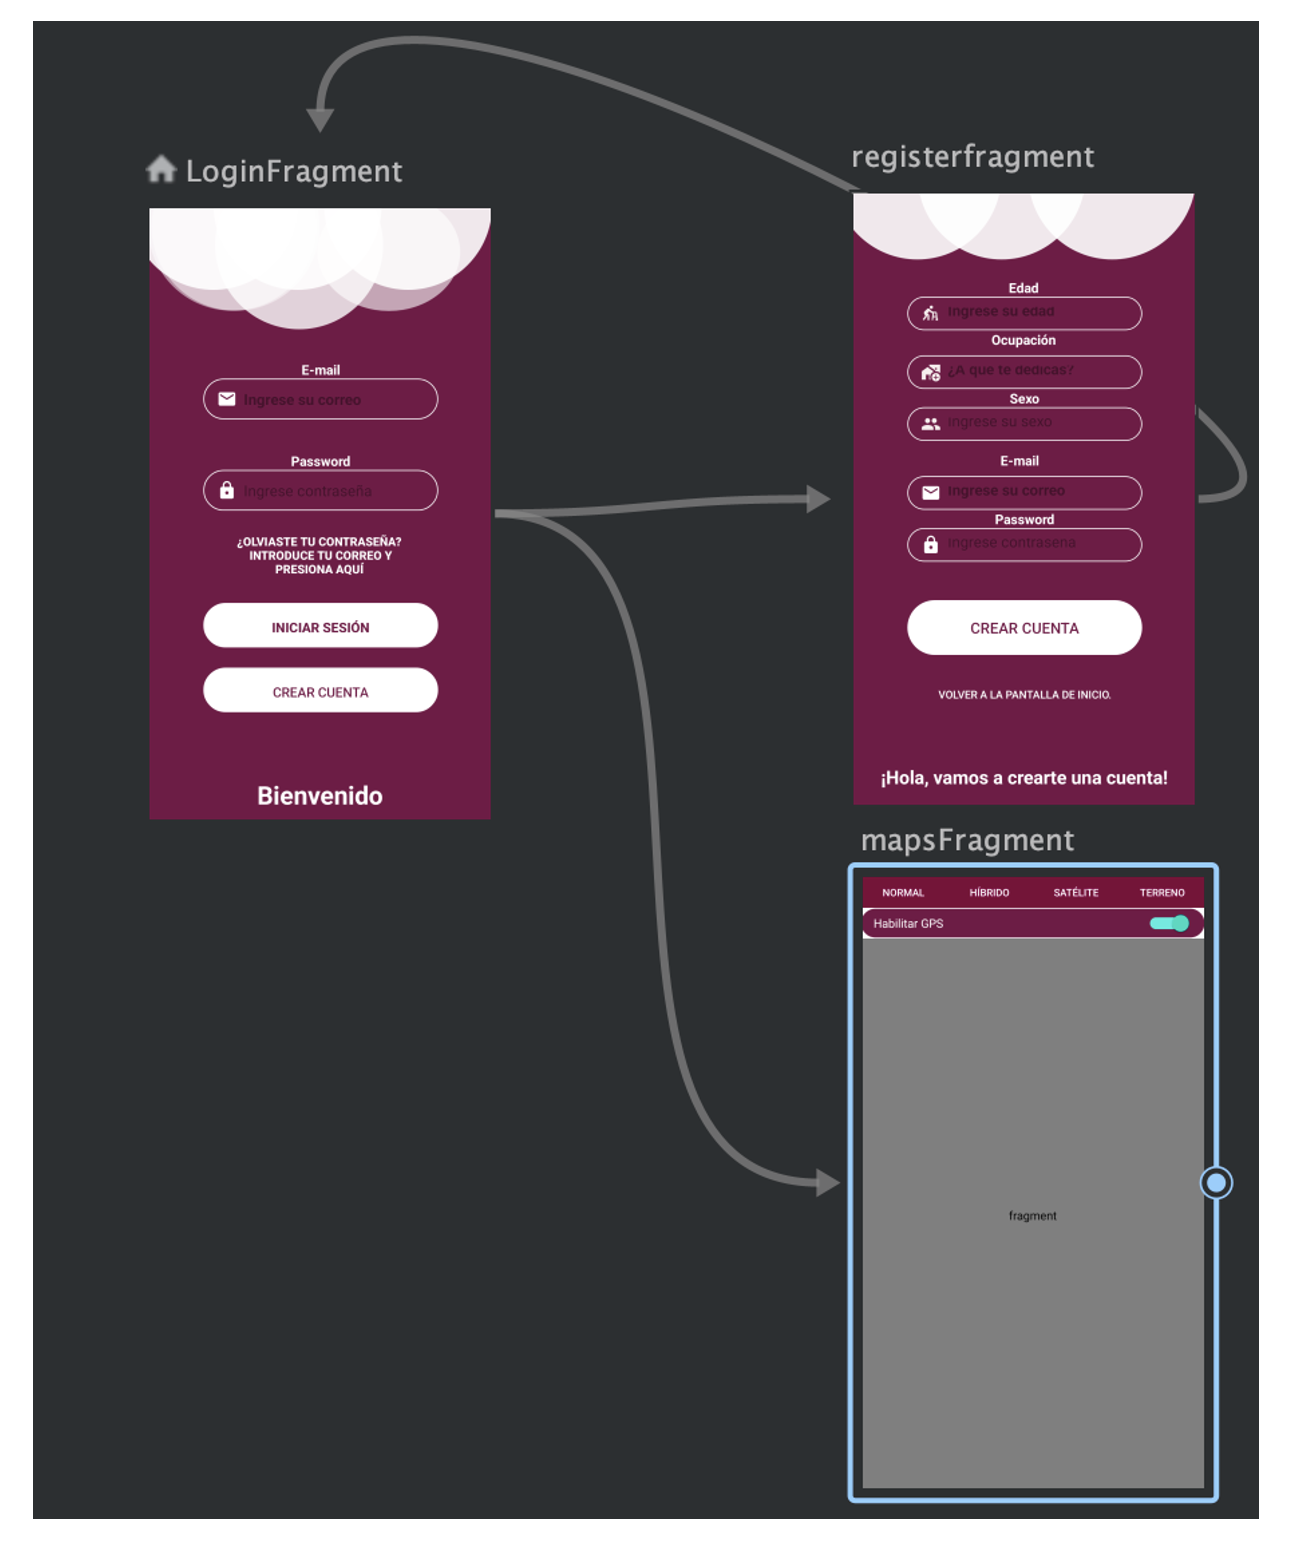 LoginFragment
E-mail
Ingrese su correo
Password
Ingrese contraseña
¿OLVIASTE TU CONTRASEÑA?
INTRODUCE TU CORREO Y
PRESIONA AQUÍ
INICIAR SESIÓN
CREAR CUENTA
Bienvenido
registerfragment
Edad
Ingrese su edad
Ocupación
¿A que te dedicas?
Sexo
Ingrese su sexo
E-mail
Ingrese su correo
Password
Ingrese contrasena
CREAR CUENTA
VOLVER A LA PANTALLA DE INICIO.
¡Hola, vamos a crearte una cuenta!
mapsFragment
NORMAL HÍBRIDO SATÉLITE TERRENO
Habilitar GPS
fragment